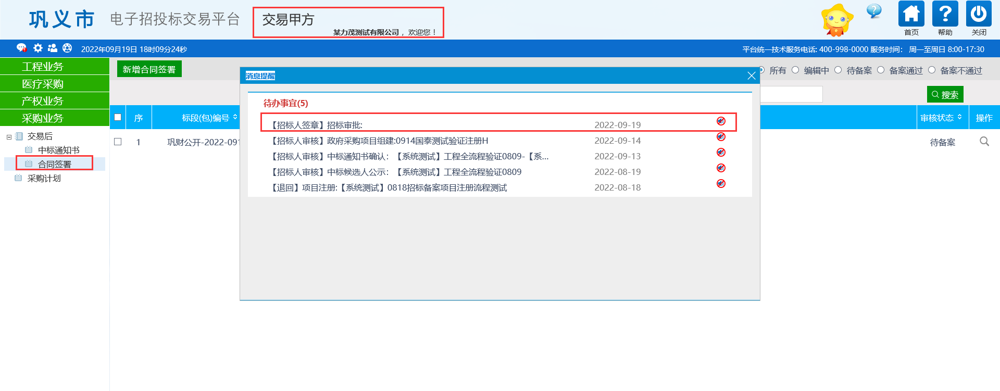 巩义市 电子招投标交易平台 交易甲方
某力茂测试有限公司 ，欢迎您！
首页 帮助 关闭
2022年09月19日 18时09分24秒 平台统一技术服务电话: 400-998-0000 服务时间： 周一至周日 8:00-17:30
工程业务
医疗采购
产权业务
采购业务
交易后
中标通知书
合同签署
采购计划
新增合同签署
所有 编辑中 待备案 备案通过 备案不通过
搜索
序 标段(包)编号 审核状态 操作
1 巩财公开-2022-091 待备案
消息提醒
待办事宜(5)
【招标人签章】招标审批: 2022-09-19
【招标人审核】政府采购项目组建:0914国泰测试验证注册H 2022-09-14
【招标人审核】中标通知书确认：【系统测试】工程全流程验证0809-【系... 2022-09-13
【招标人审核】中标候选人公示：【系统测试】工程全流程验证0809 2022-08-19
【退回】项目注册:【系统测试】0818招标备案项目注册流程测试 2022-08-18